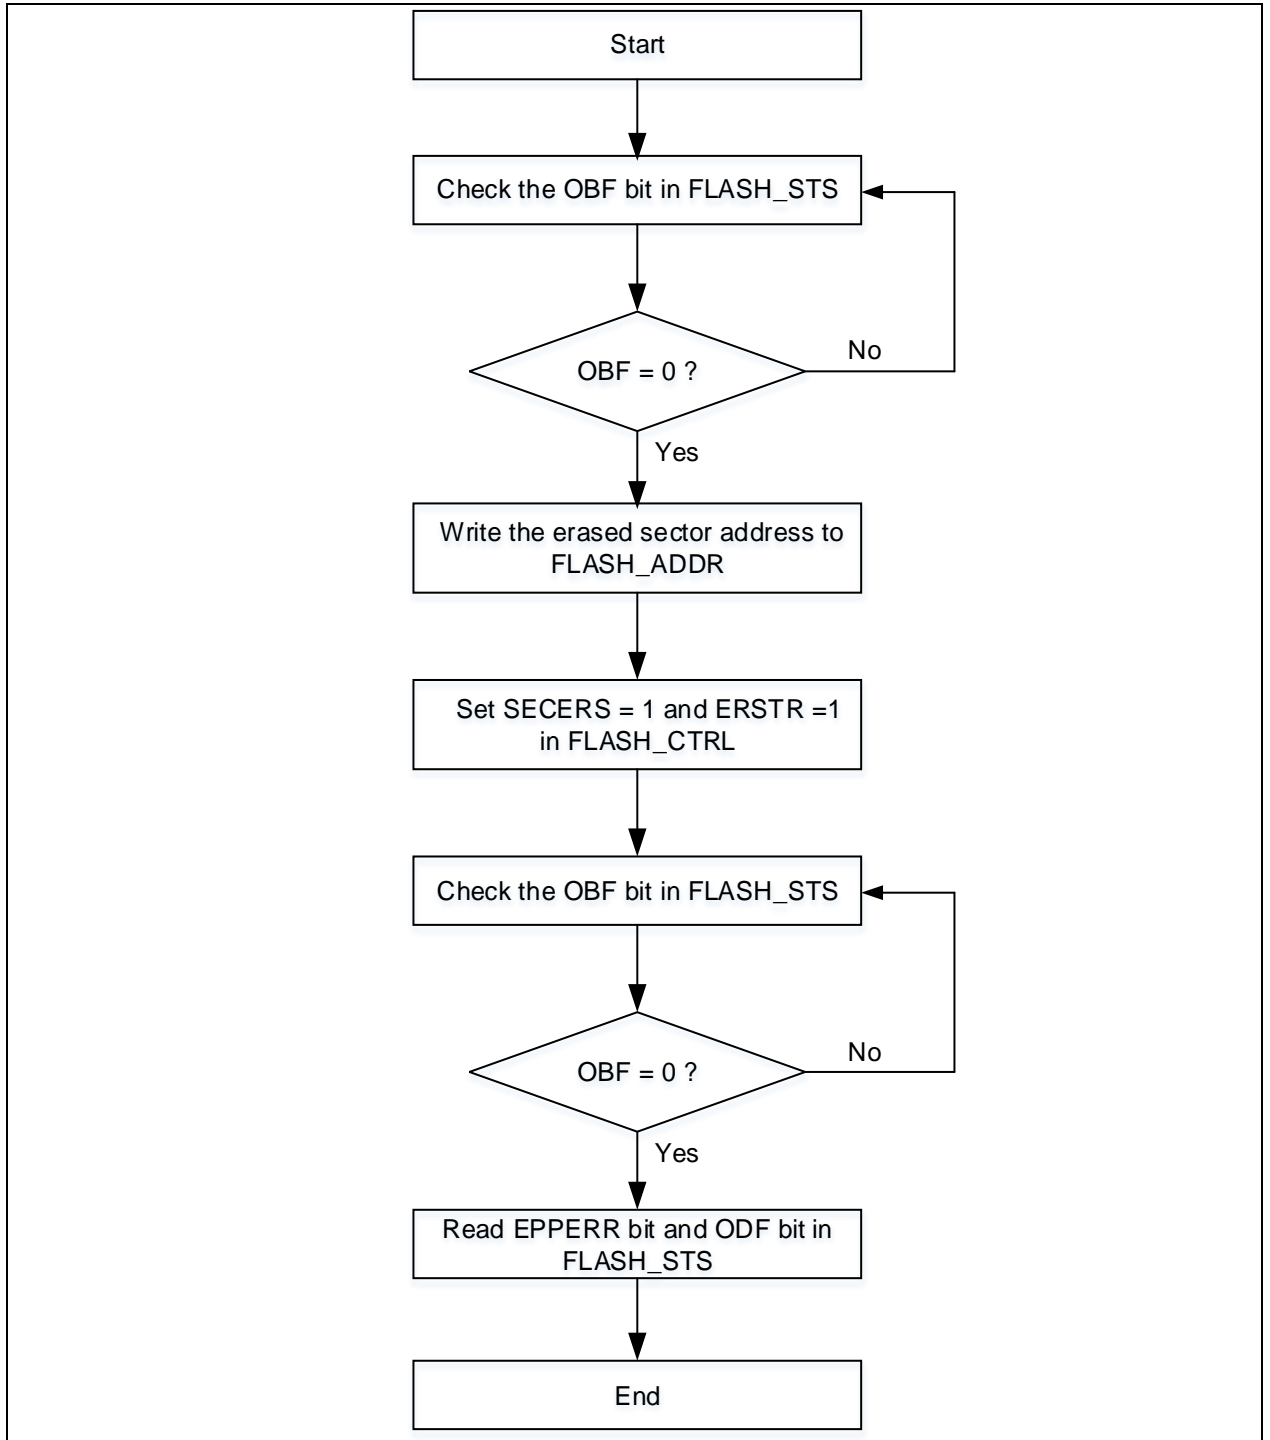 Start
Check the OBF bit in FLASH_STS
OBF = 0 ?
No
Yes
Write the erased sector address to
FLASH_ADDR
Set SECERS = 1 and ERSTR =1
in FLASH_CTRL
Check the OBF bit in FLASH_STS
OBF = 0 ?
No
Yes
Read EPPERR bit and ODF bit in
FLASH_STS
End